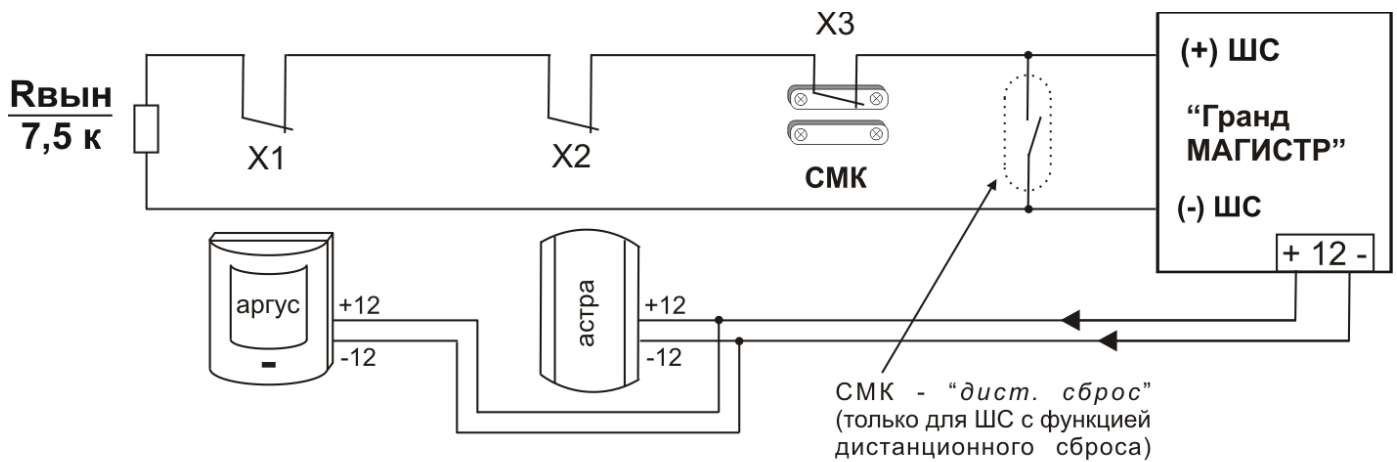 X3
(+) ШС
Rвын
7,5 к
“Гранд
МАГИСТР”
X1
X2
СМК
(-) ШС
+ 12 -
аргус
+12
-12
астра
+12
-12
СМК - “дист. сброс”
(только для ШС с функцией
дистанционного сброса)